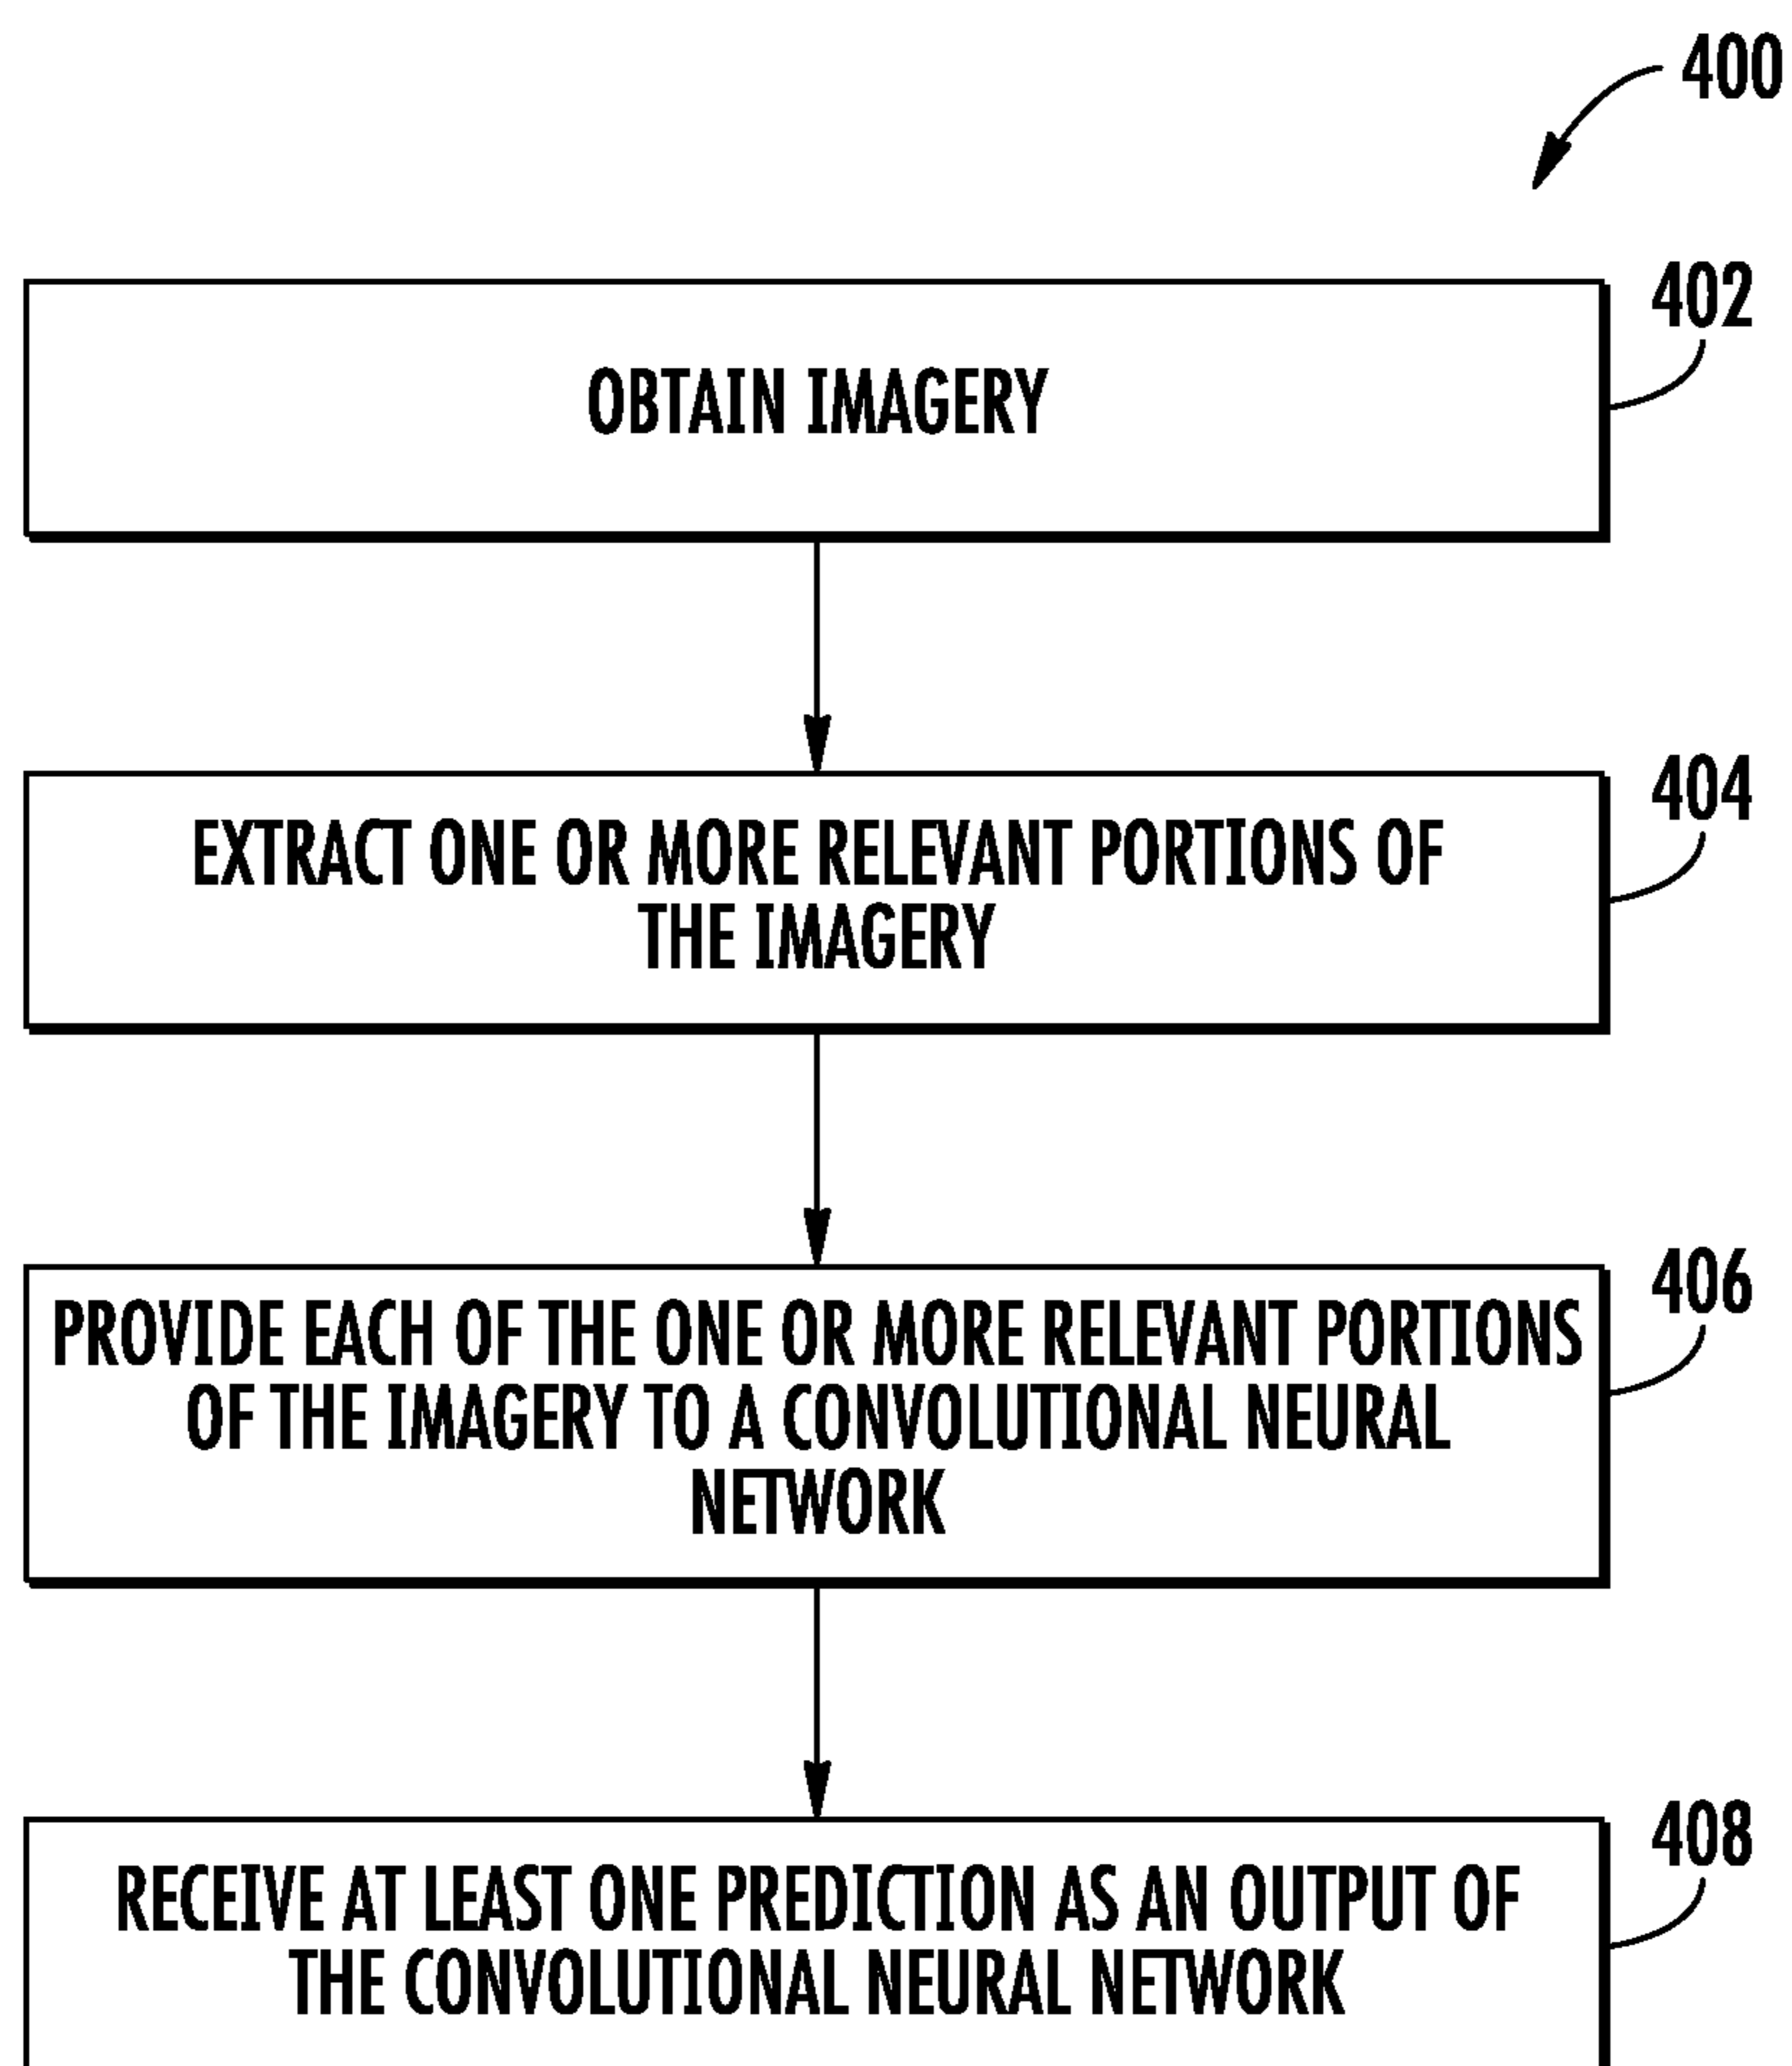 400
402
OBTAIN IMAGERY
404
EXTRACT ONE OR MORE RELEVANT PORTIONS OF
THE IMAGERY
406
PROVIDE EACH OF THE ONE OR MORE RELEVANT PORTIONS
OF THE IMAGERY TO A CONVOLUTIONAL NEURAL
NETWORK
408
RECEIVE AT LEAST ONE PREDICTION AS AN OUTPUT OF
THE CONVOLUTIONAL NEURAL NETWORK